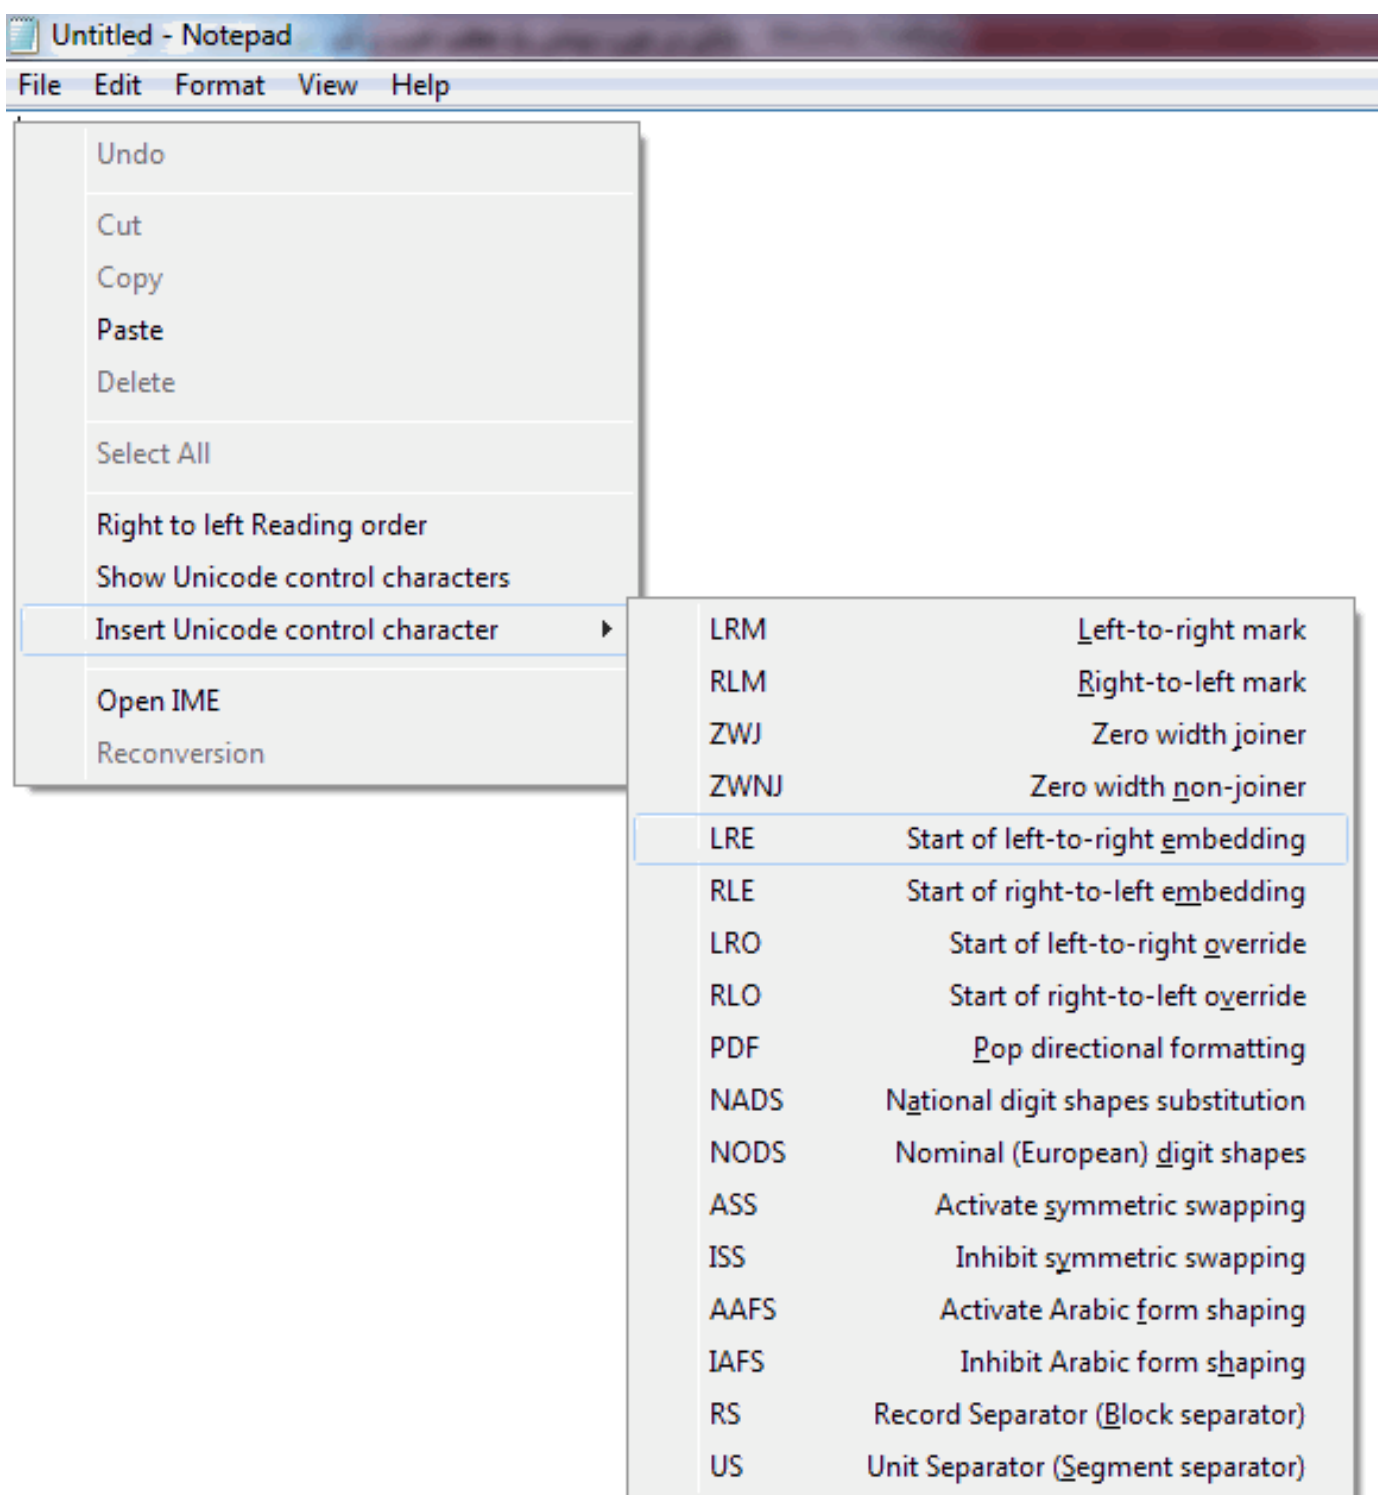 Untitled - Notepad
File Edit Format View Help
Undo
Cut
Copy
Paste
Delete
Select All
Right to left Reading order
Show Unicode control characters
Insert Unicode control character
Open IME
Reconversion
LRM Left-to-right mark
RLM Right-to-left mark
ZWJ Zero width joiner
ZWNJ Zero width non-joiner
LRE Start of left-to-right embedding
RLE Start of right-to-left embedding
LRO Start of left-to-right override
RLO Start of right-to-left override
PDF Pop directional formatting
NADS National digit shapes substitution
NODS Nominal (European) digit shapes
ASS Activate symmetric swapping
ISS Inhibit symmetric swapping
AAFS Activate Arabic form shaping
IAFS Inhibit Arabic form shaping
RS Record Separator (Block separator)
US Unit Separator (Segment separator)